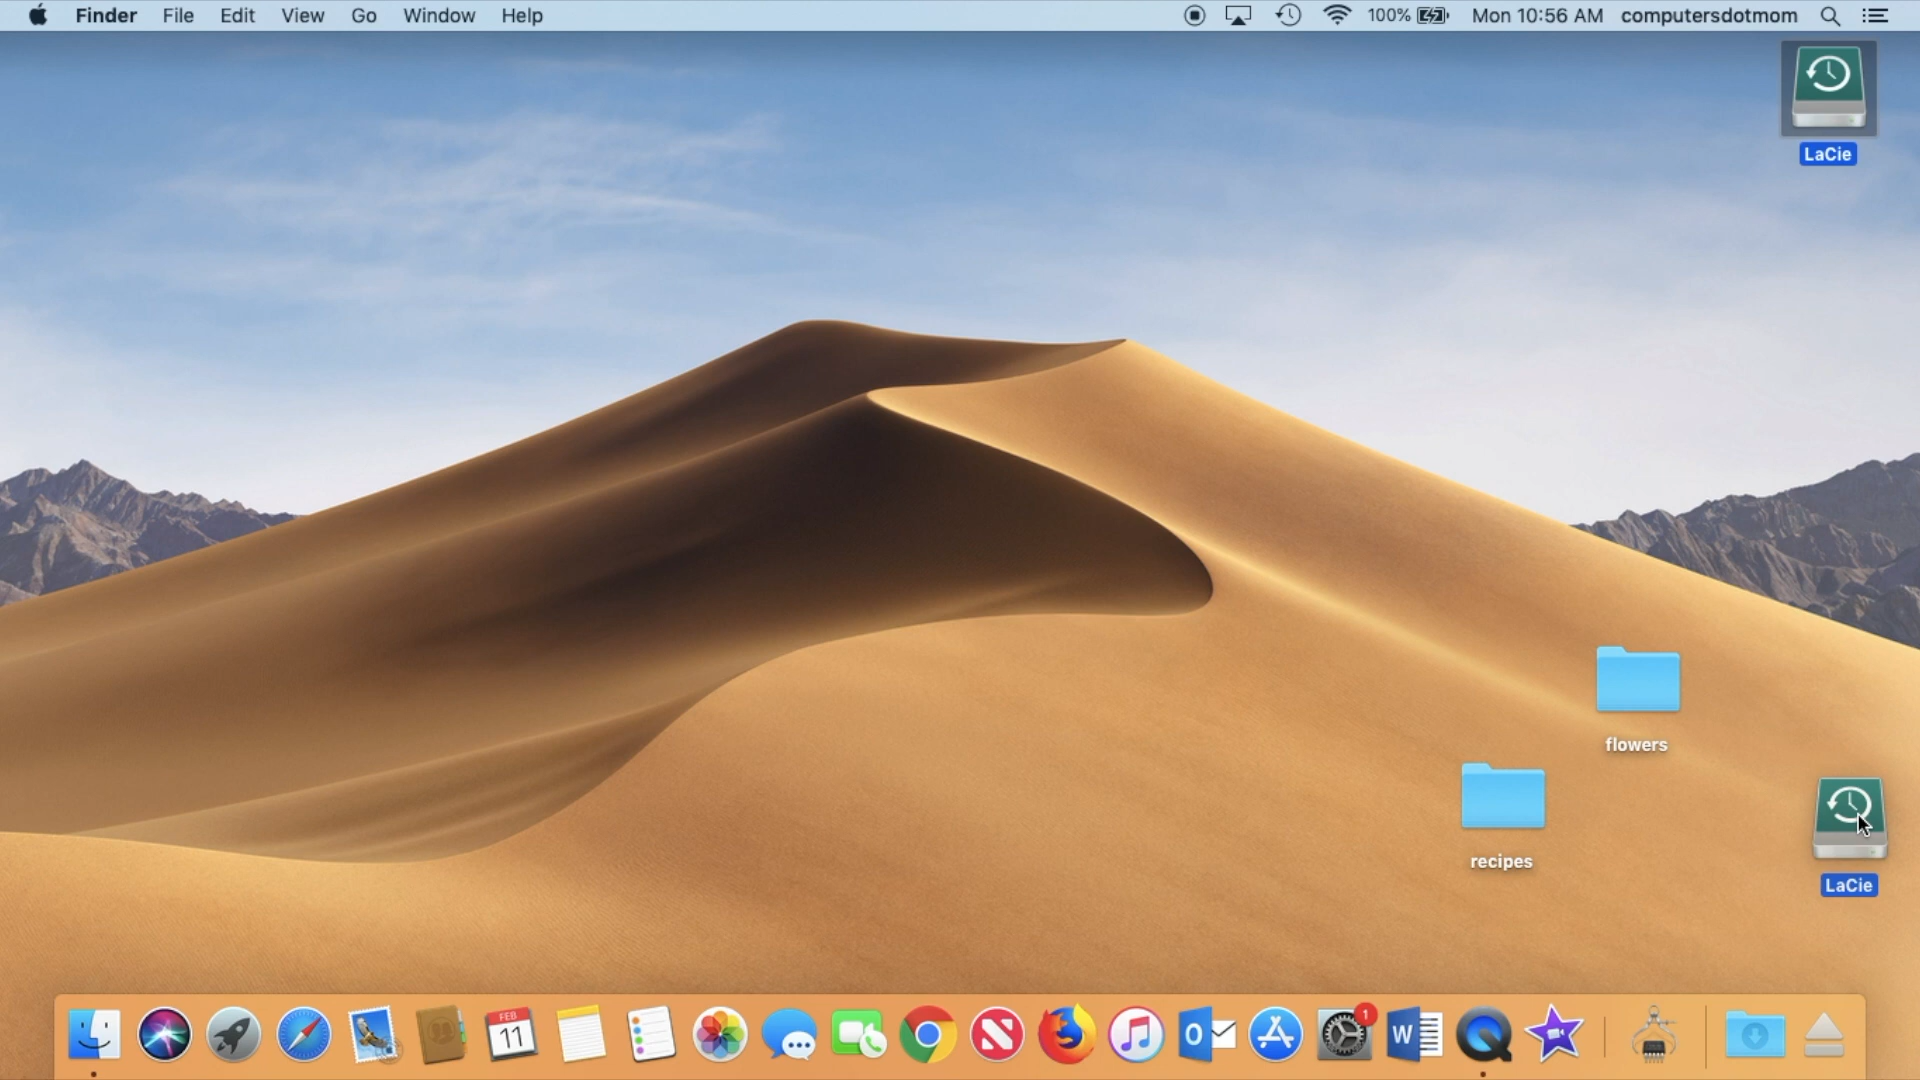 Finder File Edit View Go Window Help 100% Mon 10:56 AM computersdotmom
LaCie
flowers
recipes
LaCie
FEB
11
O
1
W